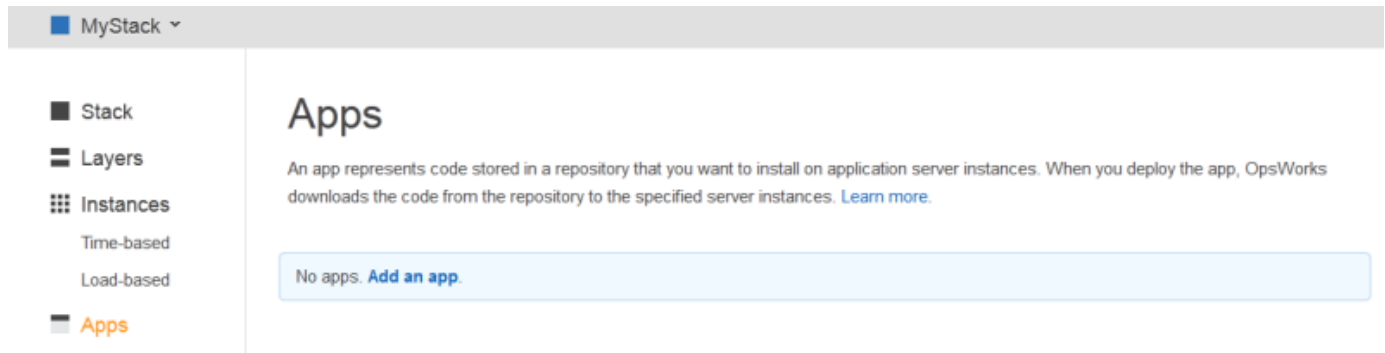 MyStack
Stack
Layers
Instances
Time-based
Load-based
Apps
Apps
An app represents code stored in a repository that you want to install on application server instances. When you deploy the app, OpsWorks
downloads the code from the repository to the specified server instances. Learn more.
No apps. Add an app.